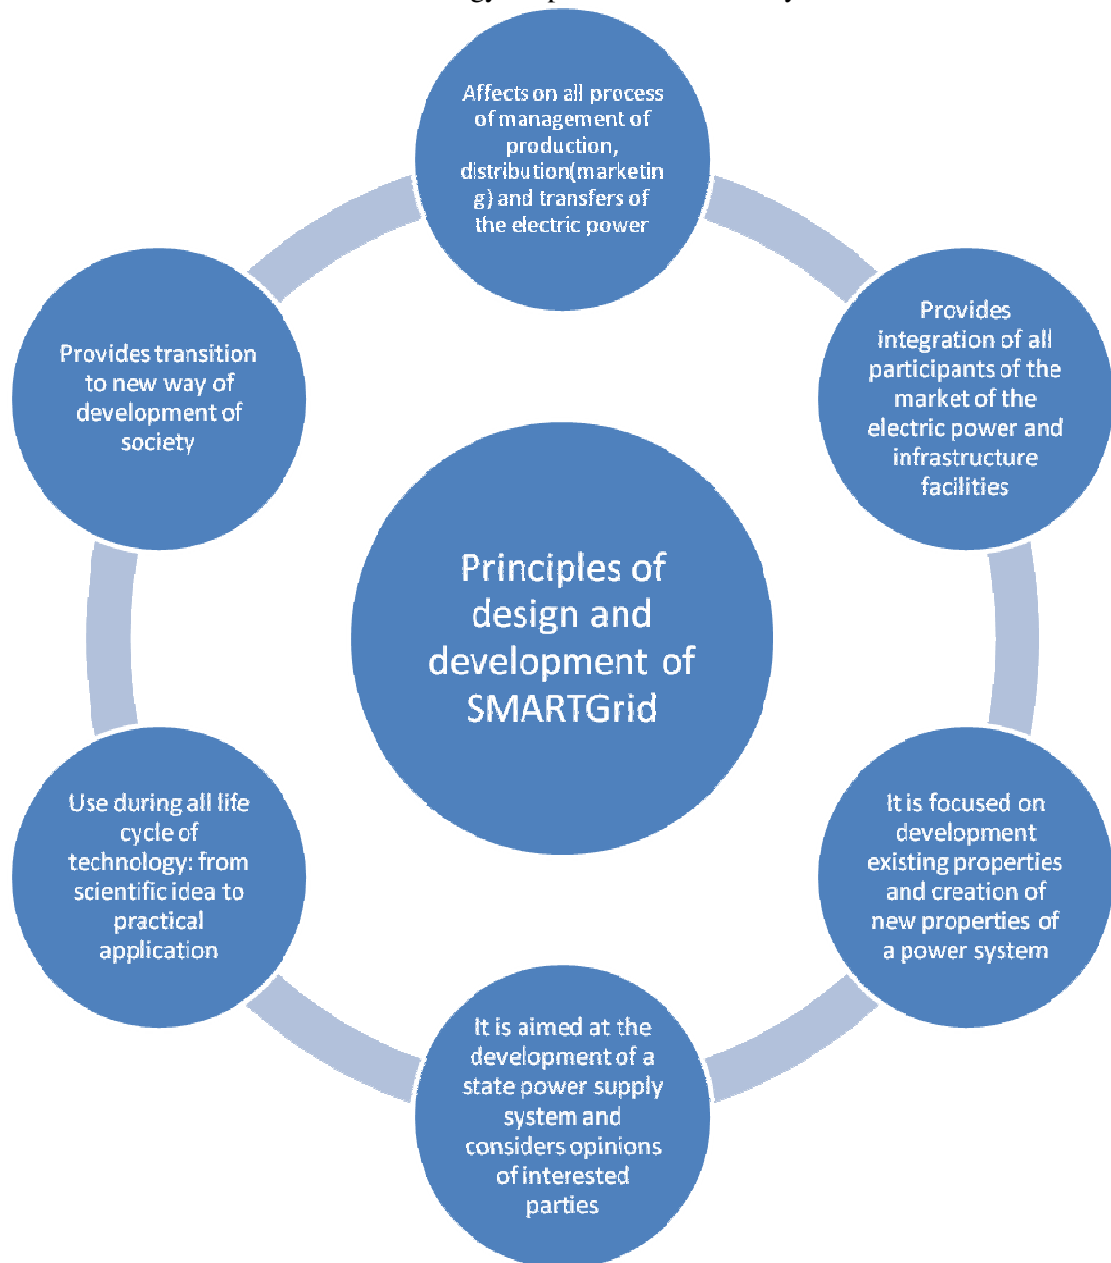 Affects on all process
of management of
production,
distribution(marketin
g) and transfers of
the electric power
Provides
integration of all
participants of the
market of the
electric power and
infrastructure
facilities
It is focused on
development
existing properties
and creation of
new properties of
a power system
It is aimed at the
development of a
state power supply
system and
considers opinions
of interested
parties
Use during all life
cycle of
technology: from
scientific idea to
practical
application
Provides transition
to new way of
development of
society
Principles of
design and
development of
SMARTGrid